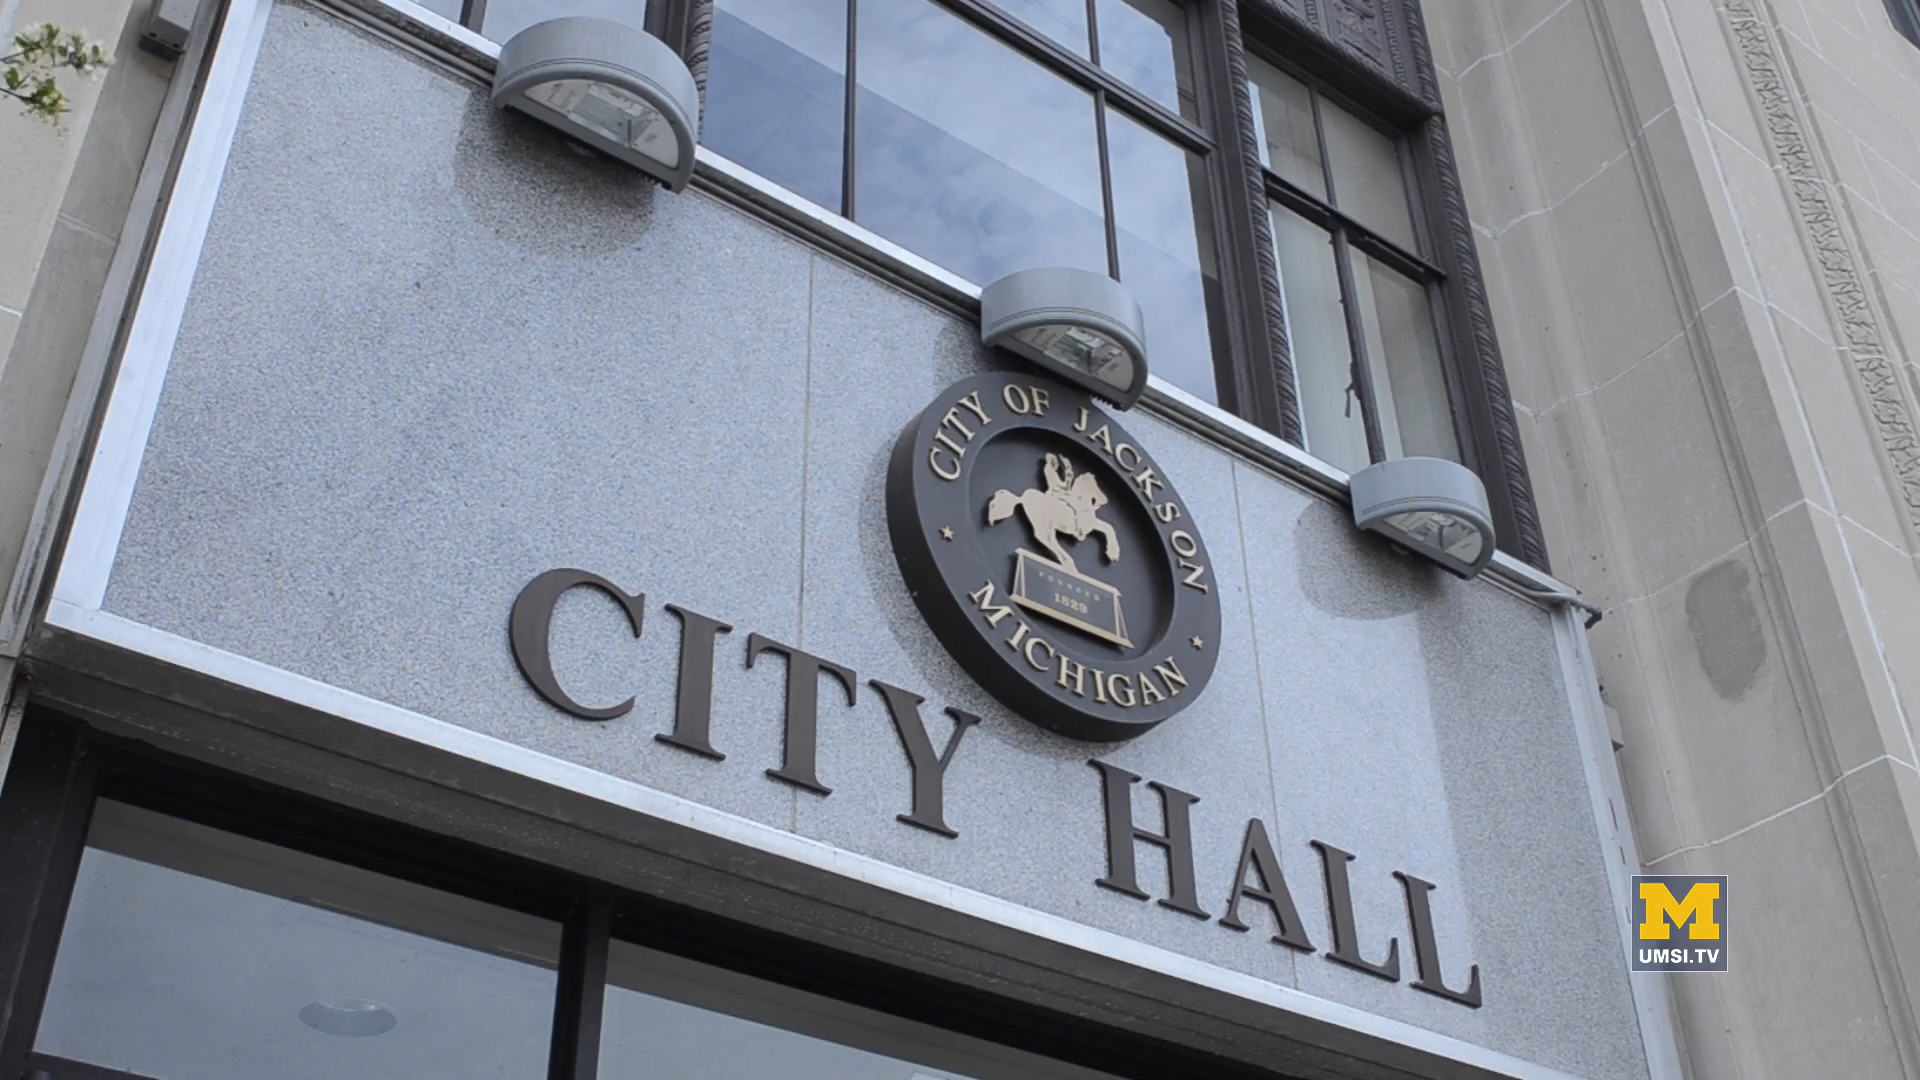 CITY OF JACKSON
FOUNDED
1829
MICHIGAN
CITY HALL
M
UMSI.TV